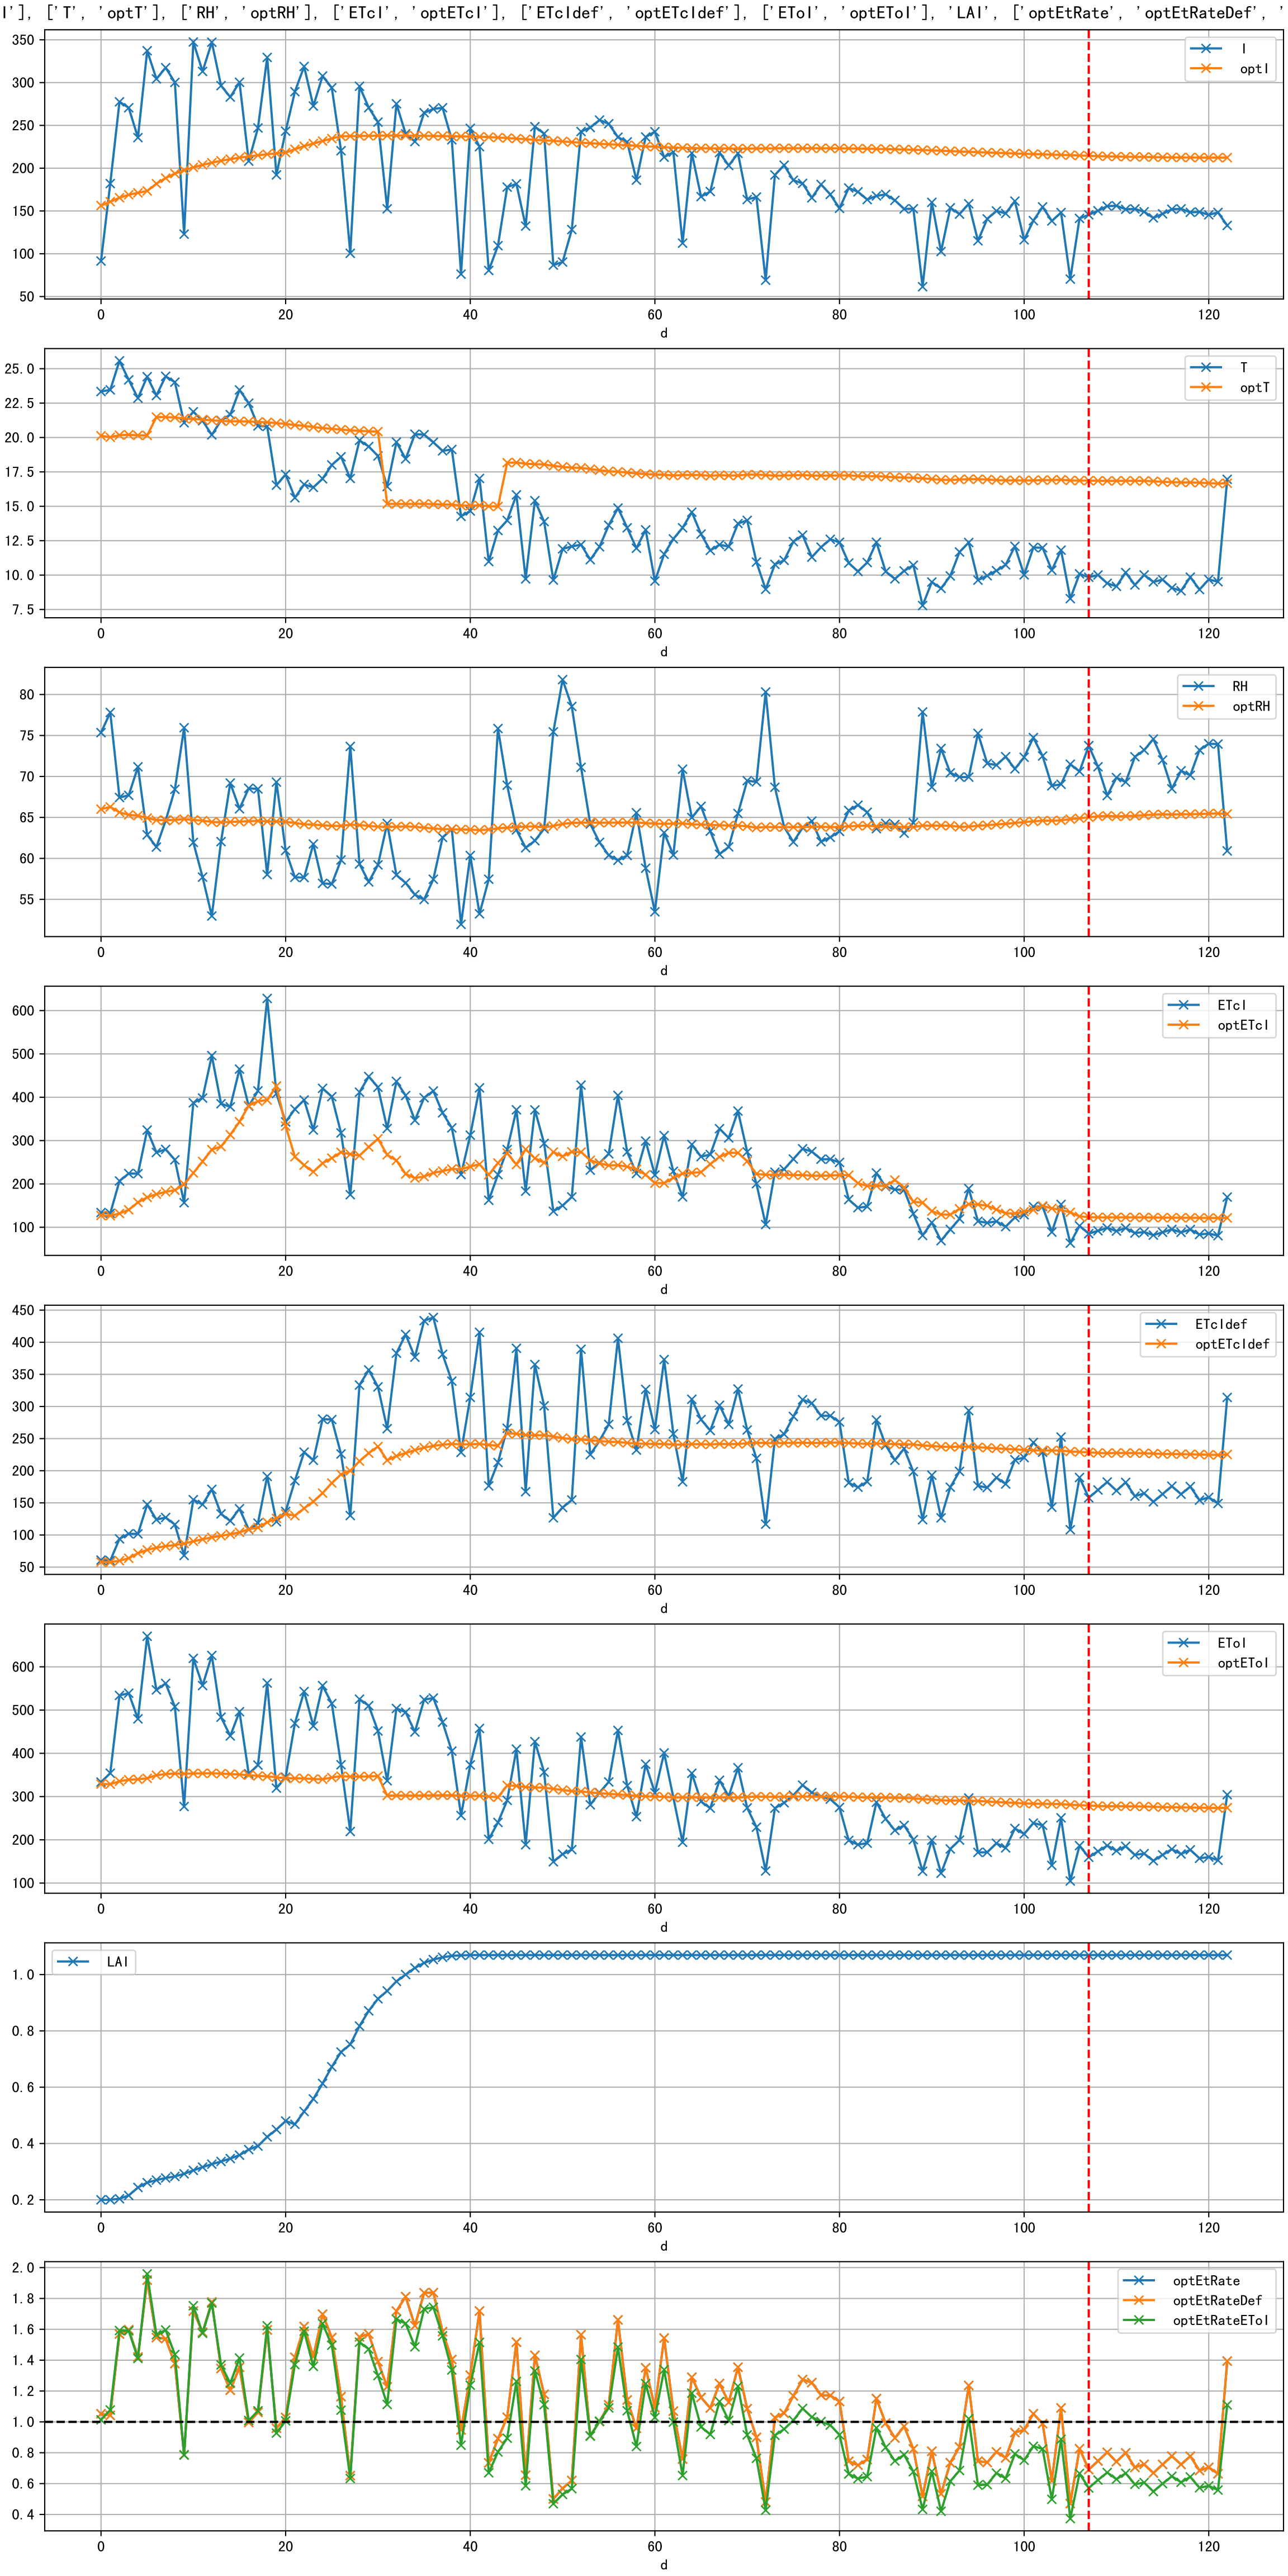 I'], ['T', 'optT'], ['RH', 'optRH'], ['ETcI', 'optETcI'], ['ETcIdef', 'optETcIdef'], ['EToI', 'optEToI'], 'LAI', ['optEtRate', 'optEtRateDef', '
350
300
250
200
150
100
50
I
optI
0 20 40 60 80 100 120
d
25.0
22.5
20.0
17.5
15.0
12.5
10.0
7.5
T
optT
0 20 40 60 80 100 120
d
80
75
70
65
60
55
RH
optRH
0 20 40 60 80 100 120
d
600
500
400
300
200
100
ETcI
optETcI
0 20 40 60 80 100 120
d
450
400
350
300
250
200
150
100
50
ETcIdef
optETcIdef
0 20 40 60 80 100 120
d
600
500
400
300
200
100
EToI
optEToI
0 20 40 60 80 100 120
d
1.0
0.8
0.6
0.4
0.2
LAI
0 20 40 60 80 100 120
d
2.0
1.8
1.6
1.4
1.2
1.0
0.8
0.6
0.4
optEtRate
optEtRateDef
optEtRateEToI
0 20 40 60 80 100 120
d